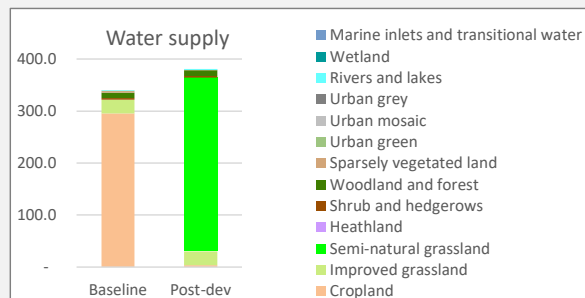 Water supply
400.0
300.0
200.0
100.0
-
Baseline
Post-dev
Marine inlets and transitional water
Wetland
Rivers and lakes
Urban grey
Urban mosaic
Urban green
Sparsely vegetated land
Woodland and forest
Shrub and hedgerows
Heathland
Semi-natural grassland
Improved grassland
Cropland